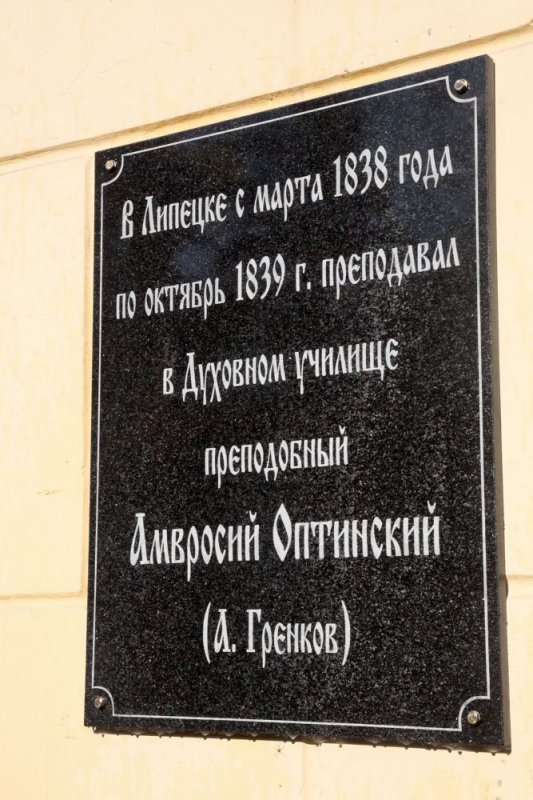 В Липецке с марта 1838 года
по октябрь 1839 г. преподавал
в Духовном училище
преподобный
Амвросий Оптинский
(А. Гренков)